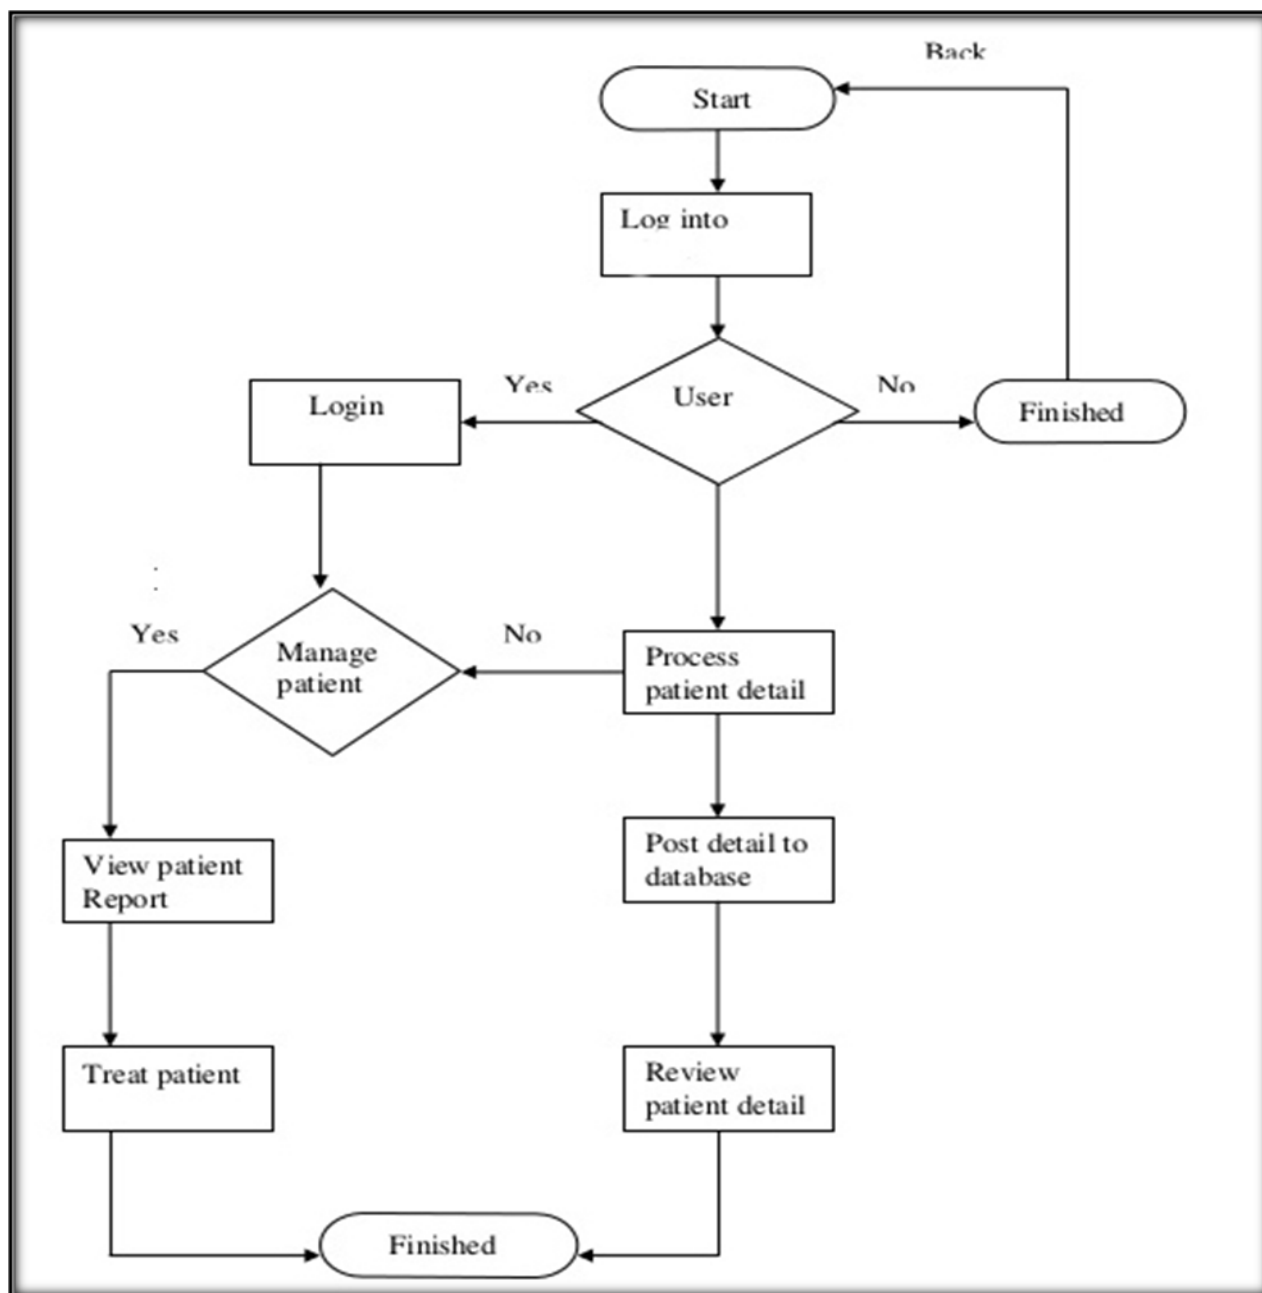 Back
Start
Log into
Yes
User
No
Login
Finished
Yes
Manage
patient
No
Process
patient detail
View patient
Report
Post detail to
database
Treat patient
Review
patient detail
Finished